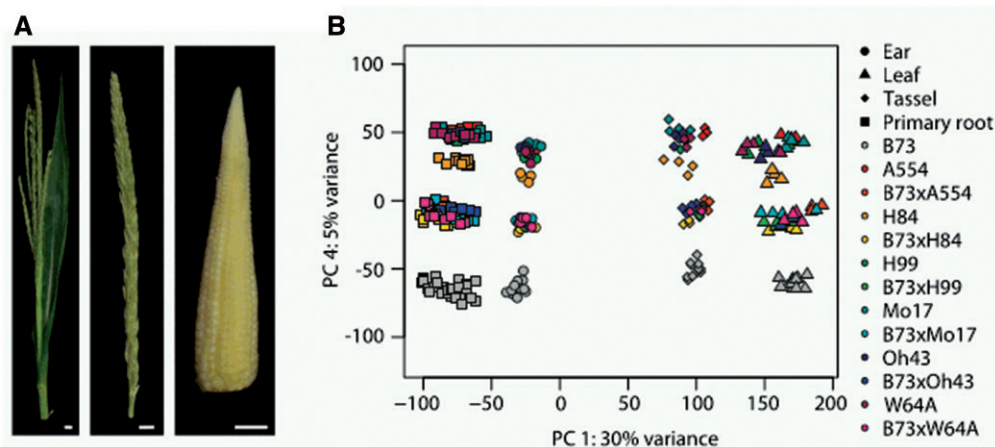 A
B
100
50
0
-50
-100
PC 4: 5% variance
−100
−50
0
50
100
150
200
PC 1: 30% variance
Ear
Leaf
Tassel
Primary root
B73
A554
B73xA554
H84
B73xH84
H99
B73xH99
Mo17
B73xMo17
Oh43
B73xOh43
W64A
B73xW64A